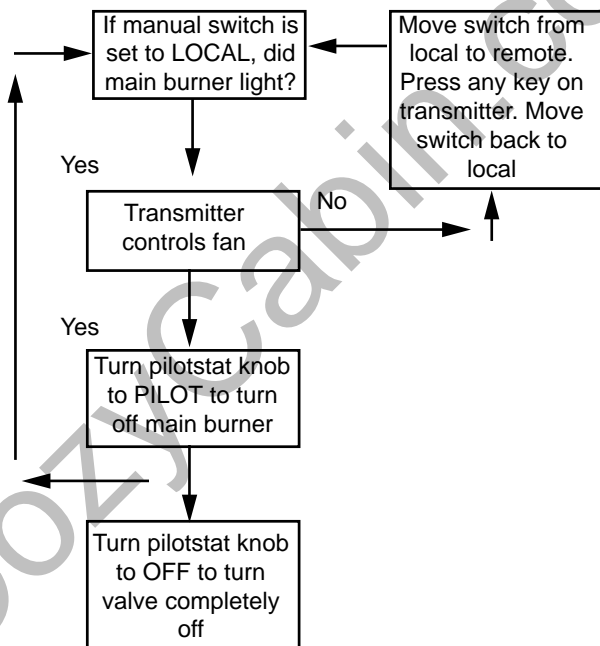 If manual switch is
set to LOCAL, did
main burner light?
Move switch from
local to remote.
Press any key on
transmitter. Move
switch back to
local
Yes
Transmitter
controls fan
No
Yes
Turn pilotstat knob
to PILOT to turn
off main burner
Turn pilotstat knob
to OFF to turn
valve completely
off
ozyCabin.c